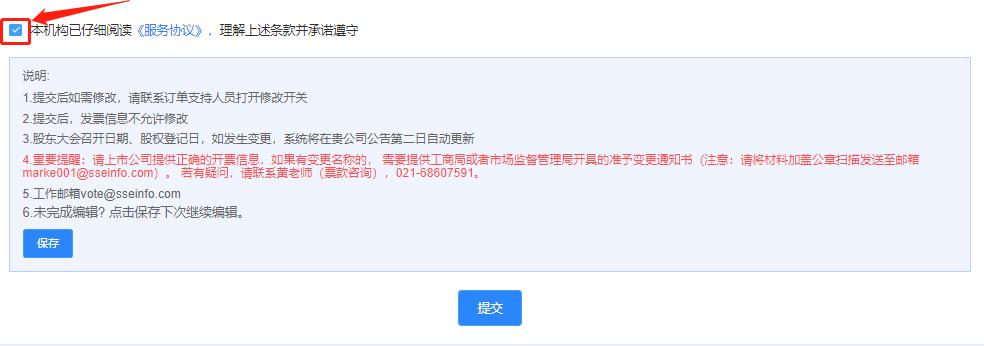 本机构已仔细阅读《服务协议》，理解上述条款并承诺遵守
说明:
1.提交后如需修改，请联系订单支持人员打开修改开关
2.提交后，发票信息不允许修改
3.股东大会召开日期、股权登记日，如发生变更，系统将在贵公司公告第二日自动更新
4.重要提醒：请上市公司提供正确的开票信息，如果有变更名称的， 需要提供工商局或者市场监督管理局开具的准予变更通知书（注意：请将材料加盖公章扫描发送至邮箱
marke001@sseinfo.com）。 若有疑问，请联系黄老师（票款咨询），021-68607591。
5.工作邮箱vote@sseinfo.com
6.未完成编辑? 点击保存下次继续编辑。
保存
提交